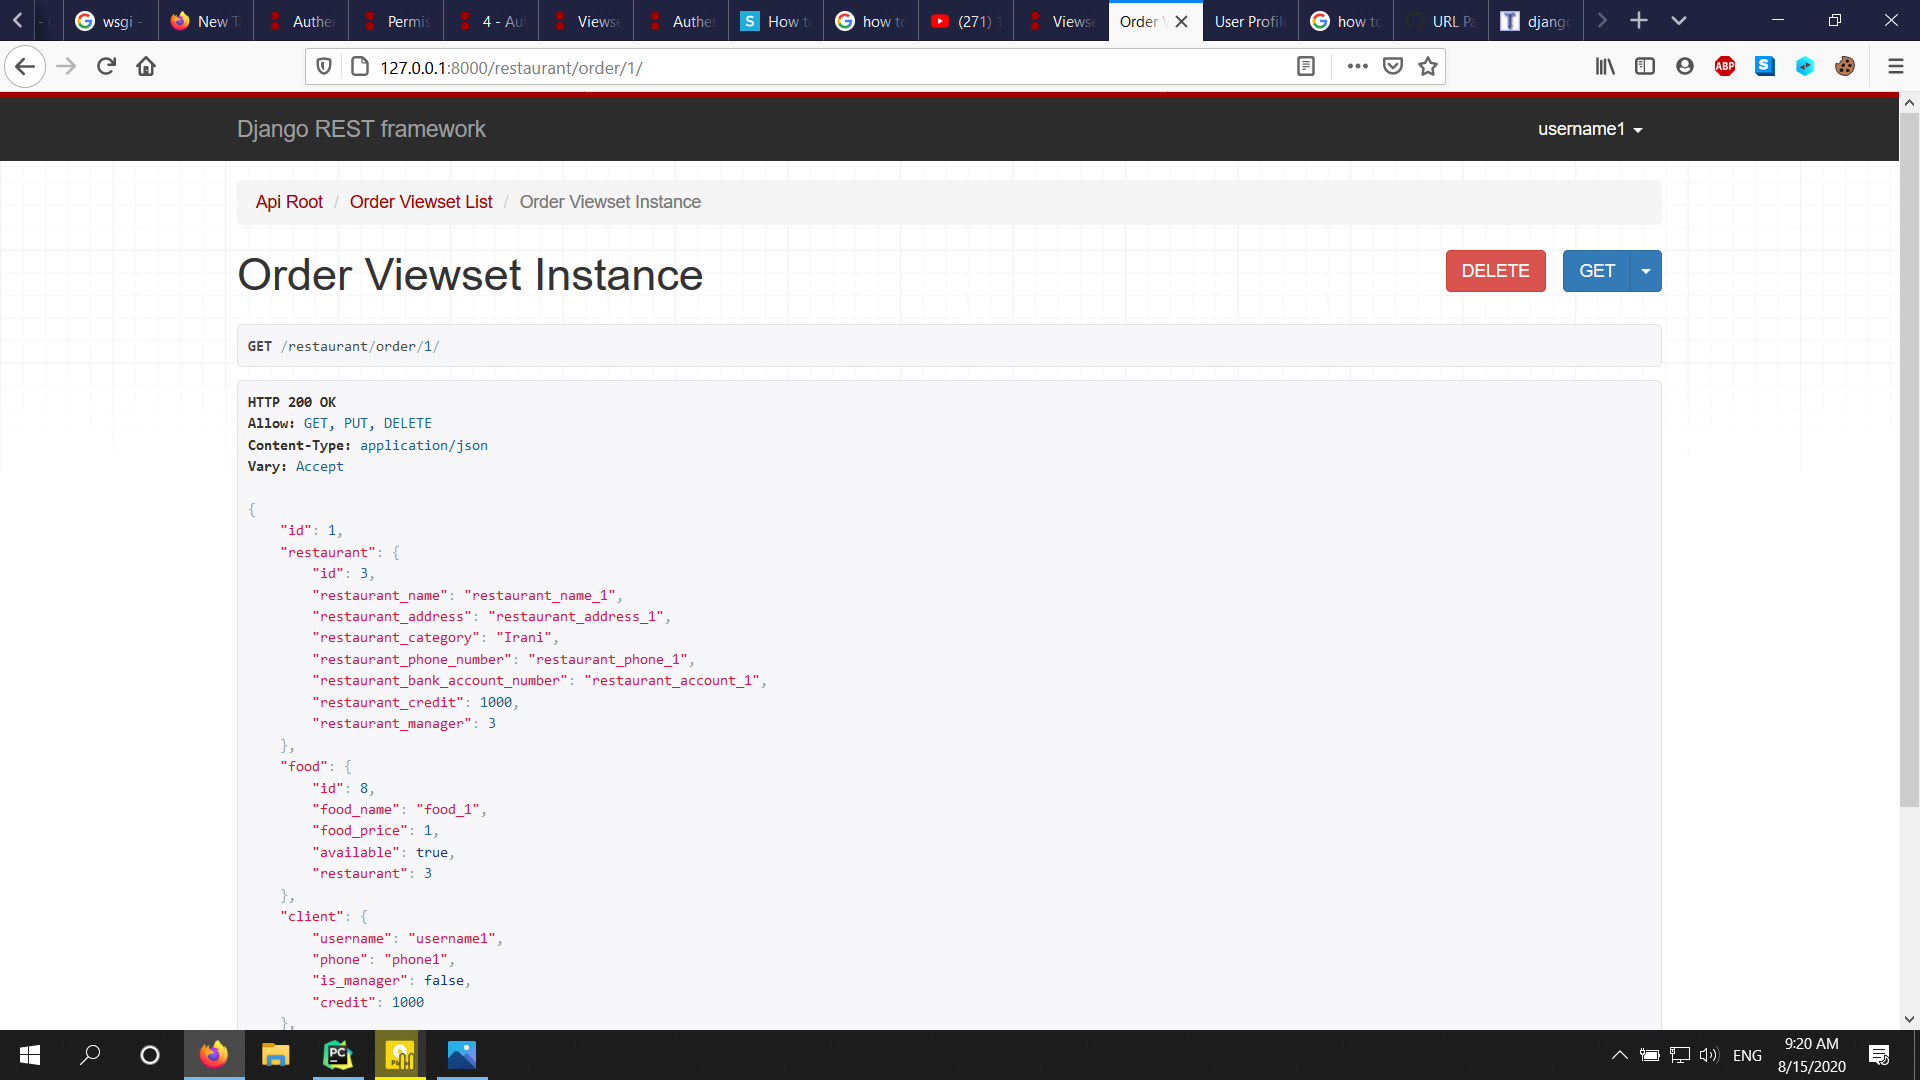 wsgi -
New T
Auther
Permis
4 - Au
Viewse
Auther
How t
how to
(271)
Viewse
Order V
User Profil
how to
URL Pa
django
127.0.0.1:8000/restaurant/order/1/
Django REST framework
username1
Api Root / Order Viewset List / Order Viewset Instance
Order Viewset Instance
DELETE
GET
GET /restaurant/order/1/
HTTP 200 OK
Allow: GET, PUT, DELETE
Content-Type: application/json
Vary: Accept
{
"id": 1,
"restaurant": {
"id": 3,
"restaurant_name": "restaurant_name_1",
"restaurant_address": "restaurant_address_1",
"restaurant_category": "Irani",
"restaurant_phone_number": "restaurant_phone_1",
"restaurant_bank_account_number": "restaurant_account_1",
"restaurant_credit": 1000,
"restaurant_manager": 3
},
"food": {
"id": 8,
"food_name": "food_1",
"food_price": 1,
"available": true,
"restaurant": 3
},
"client": {
"username": "username1",
"phone": "phone1",
"is_manager": false,
"credit": 1000
},
ENG
9:20 AM
8/15/2020